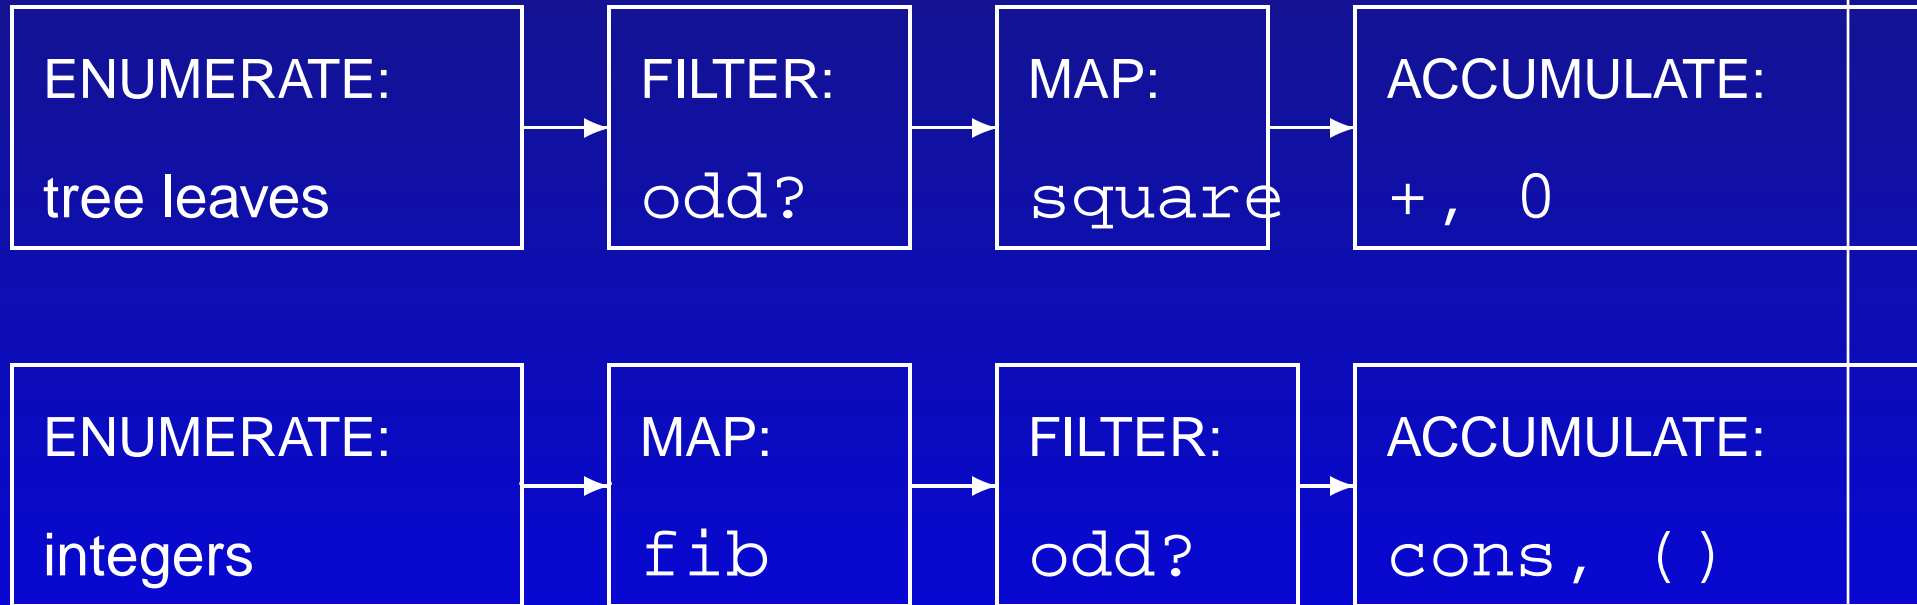 ENUMERATE:
tree leaves
FILTER:
odd?
MAP:
square
ACCUMULATE:
+, 0
ENUMERATE:
integers
MAP:
fib
FILTER:
odd?
ACCUMULATE:
cons, ()